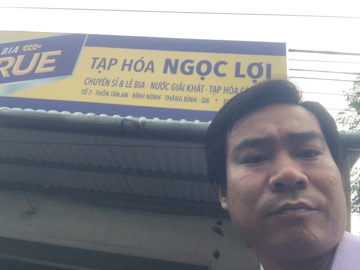 BIA
RUE
TẠP HÓA NGỌC LỢI
CHUYÊN SỈ & LẺ BIA - NƯỚC GIẢI KHÁT - TẠP HÓA
SỐ 7 - THÔN TÂN AN - BÌNH MINH - THĂNG BÌNH - QN